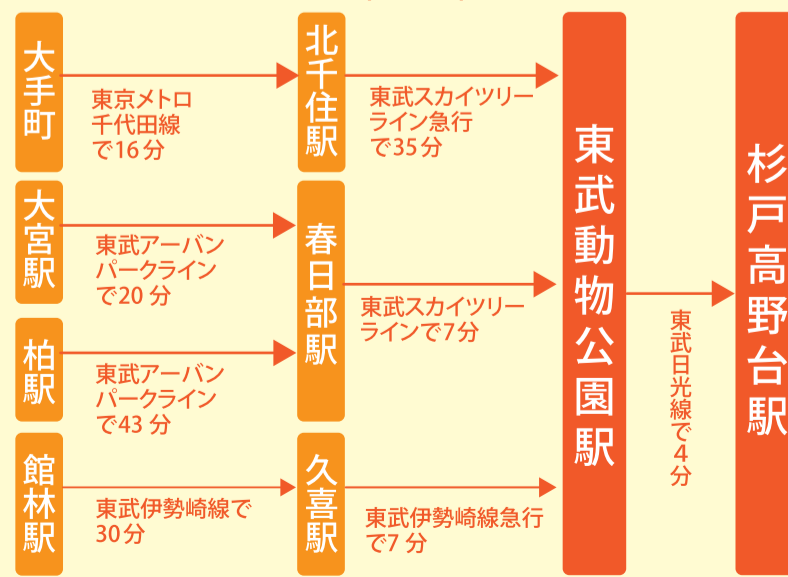 大手町
東京メトロ
千代田線
で16分
北千住駅
東武スカイツリー
ライン急行
で35分
大宮駅
東武アーバン
パークライン
で20 分
柏駅
東武アーバン
パークライン
で43 分
春日部駅
東武スカイツリー
ラインで7分
館林駅
東武伊勢崎線で
30分
久喜駅
東武伊勢崎線急行
で7 分
東武動物公園駅
東武日光線で4分
杉戸高野台駅